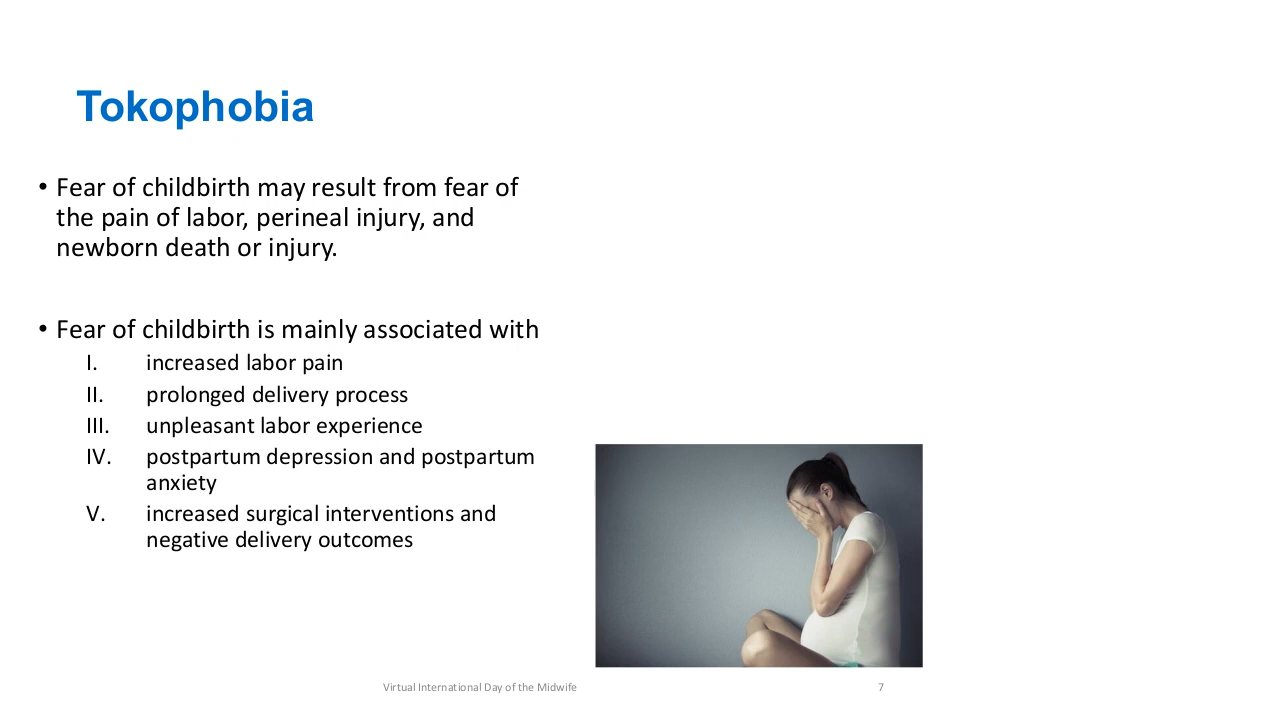 Tokophobia
• Fear of childbirth may result from fear of
the pain of labor, perineal injury, and
newborn death or injury.
• Fear of childbirth is mainly associated with
I. increased labor pain
II. prolonged delivery process
III. unpleasant labor experience
IV. postpartum depression and postpartum
anxiety
V. increased surgical interventions and
negative delivery outcomes
Virtual International Day of the Midwife
7